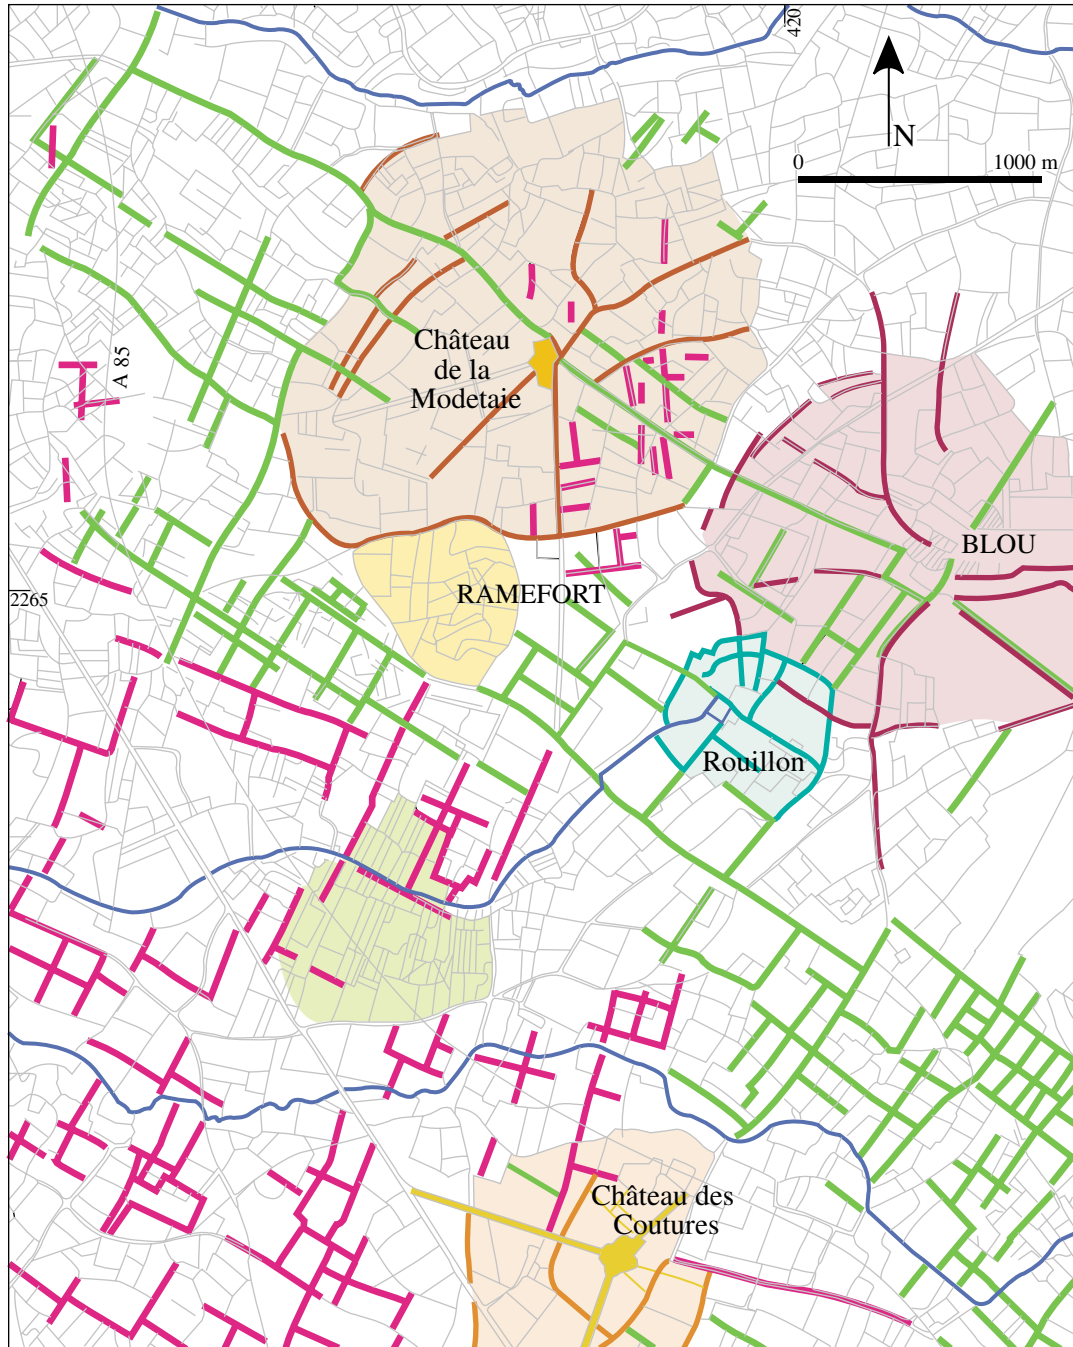 420
N
0
1000 m
Château
de la
Modetaie
A 85
BLOU
RAMEFORT
2265
Rouillon
Château des
Coutures